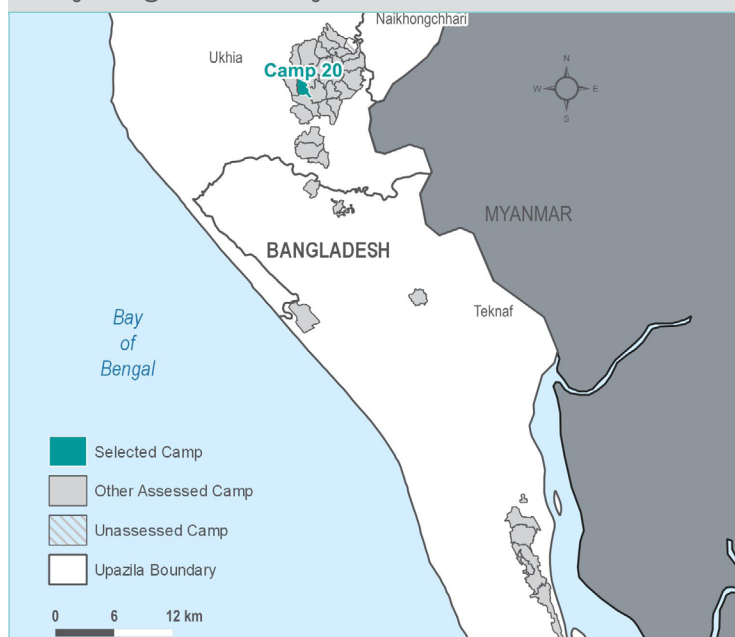 Naikhongchhari
Ukhia
Camp 20
N
W
E
S
MYANMAR
BANGLADESH
Teknaf
Bay
of
Bengal
Selected Camp
Other Assessed Camp
Unassessed Camp
Upazila Boundary
0 6 12 km